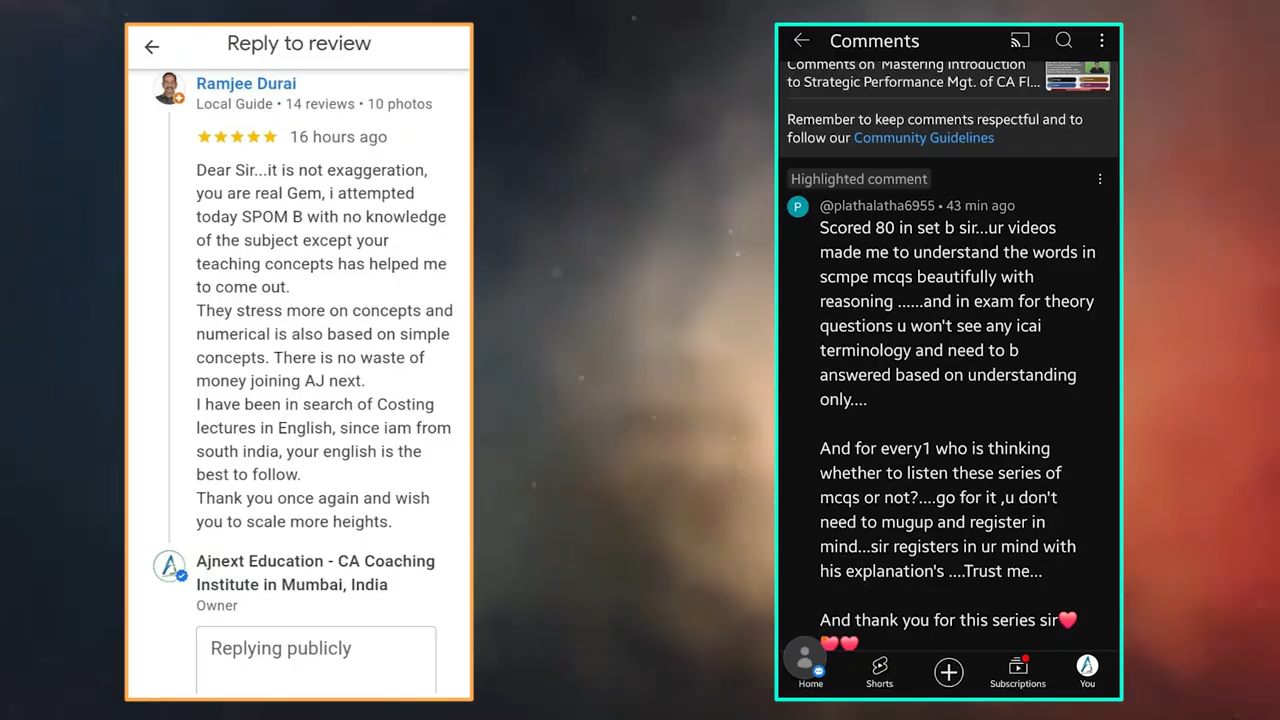 Reply to review
Ramjee Durai
Local Guide • 14 reviews • 10 photos
16 hours ago
Dear Sir...it is not exaggeration,
you are real Gem, i attempted
today SPOM B with no knowledge
of the subject except your
teaching concepts has helped me
to come out.
They stress more on concepts and
numerical is also based on simple
concepts. There is no waste of
money joining AJ next.
I have been in search of Costing
lectures in English, since iam from
south india, your english is the
best to follow.
Thank you once again and wish
you to scale more heights.
Ajnext Education - CA Coaching
Institute in Mumbai, India
Owner
Replying publicly
Comments
Comments on 'Mastering Introduction
to Strategic Performance Mgt. of CA FI...
Remember to keep comments respectful and to
follow our Community Guidelines
Highlighted comment
P
@plathalatha6955 • 43 min ago
Scored 80 in set b sir...ur videos
made me to understand the words in
scmpe mcqs beautifully with
reasoning ......and in exam for theory
questions u won't see any icai
terminology and need to b
answered based on understanding
only....
And for every1 who is thinking
whether to listen these series of
mcqs or not?....go for it ,u don't
need to mugup and register in
mind...sir registers in ur mind with
his explanation's ....Trust me...
And thank you for this series sir❤️
❤️❤️
Home
Shorts
Subscriptions
You